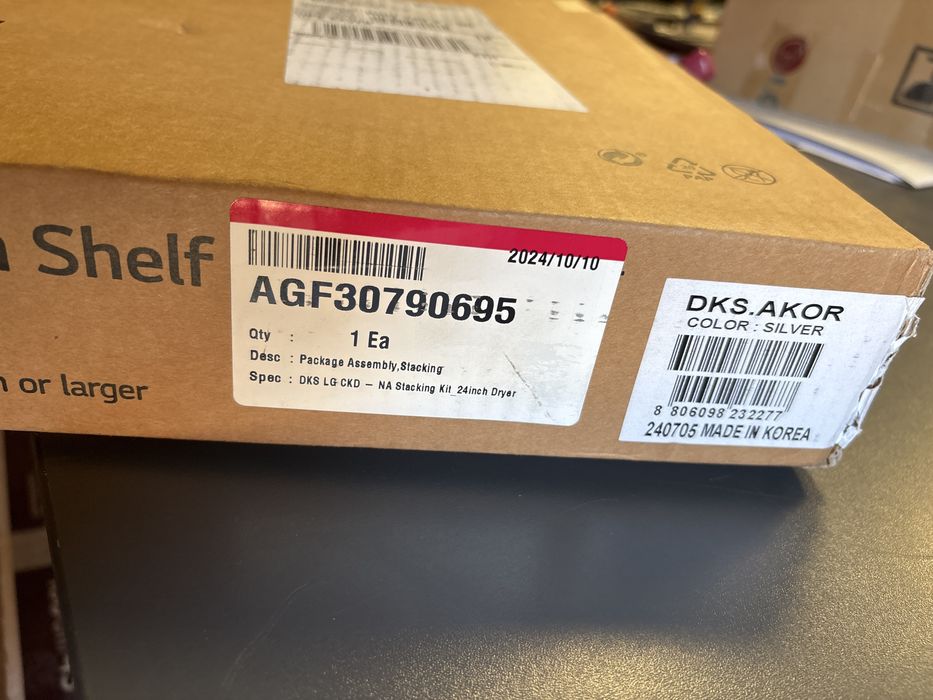 Shelf
or larger
2024/10/10
AGF30790695
Qty : 1 Ea
Desc : Package Assembly,Stacking
Spec : DKS LG CKD – NA Stacking Kit_24inch Dryer
DKS.AKOR
COLOR : SILVER
8 806098 232277
240705 MADE IN KOREA